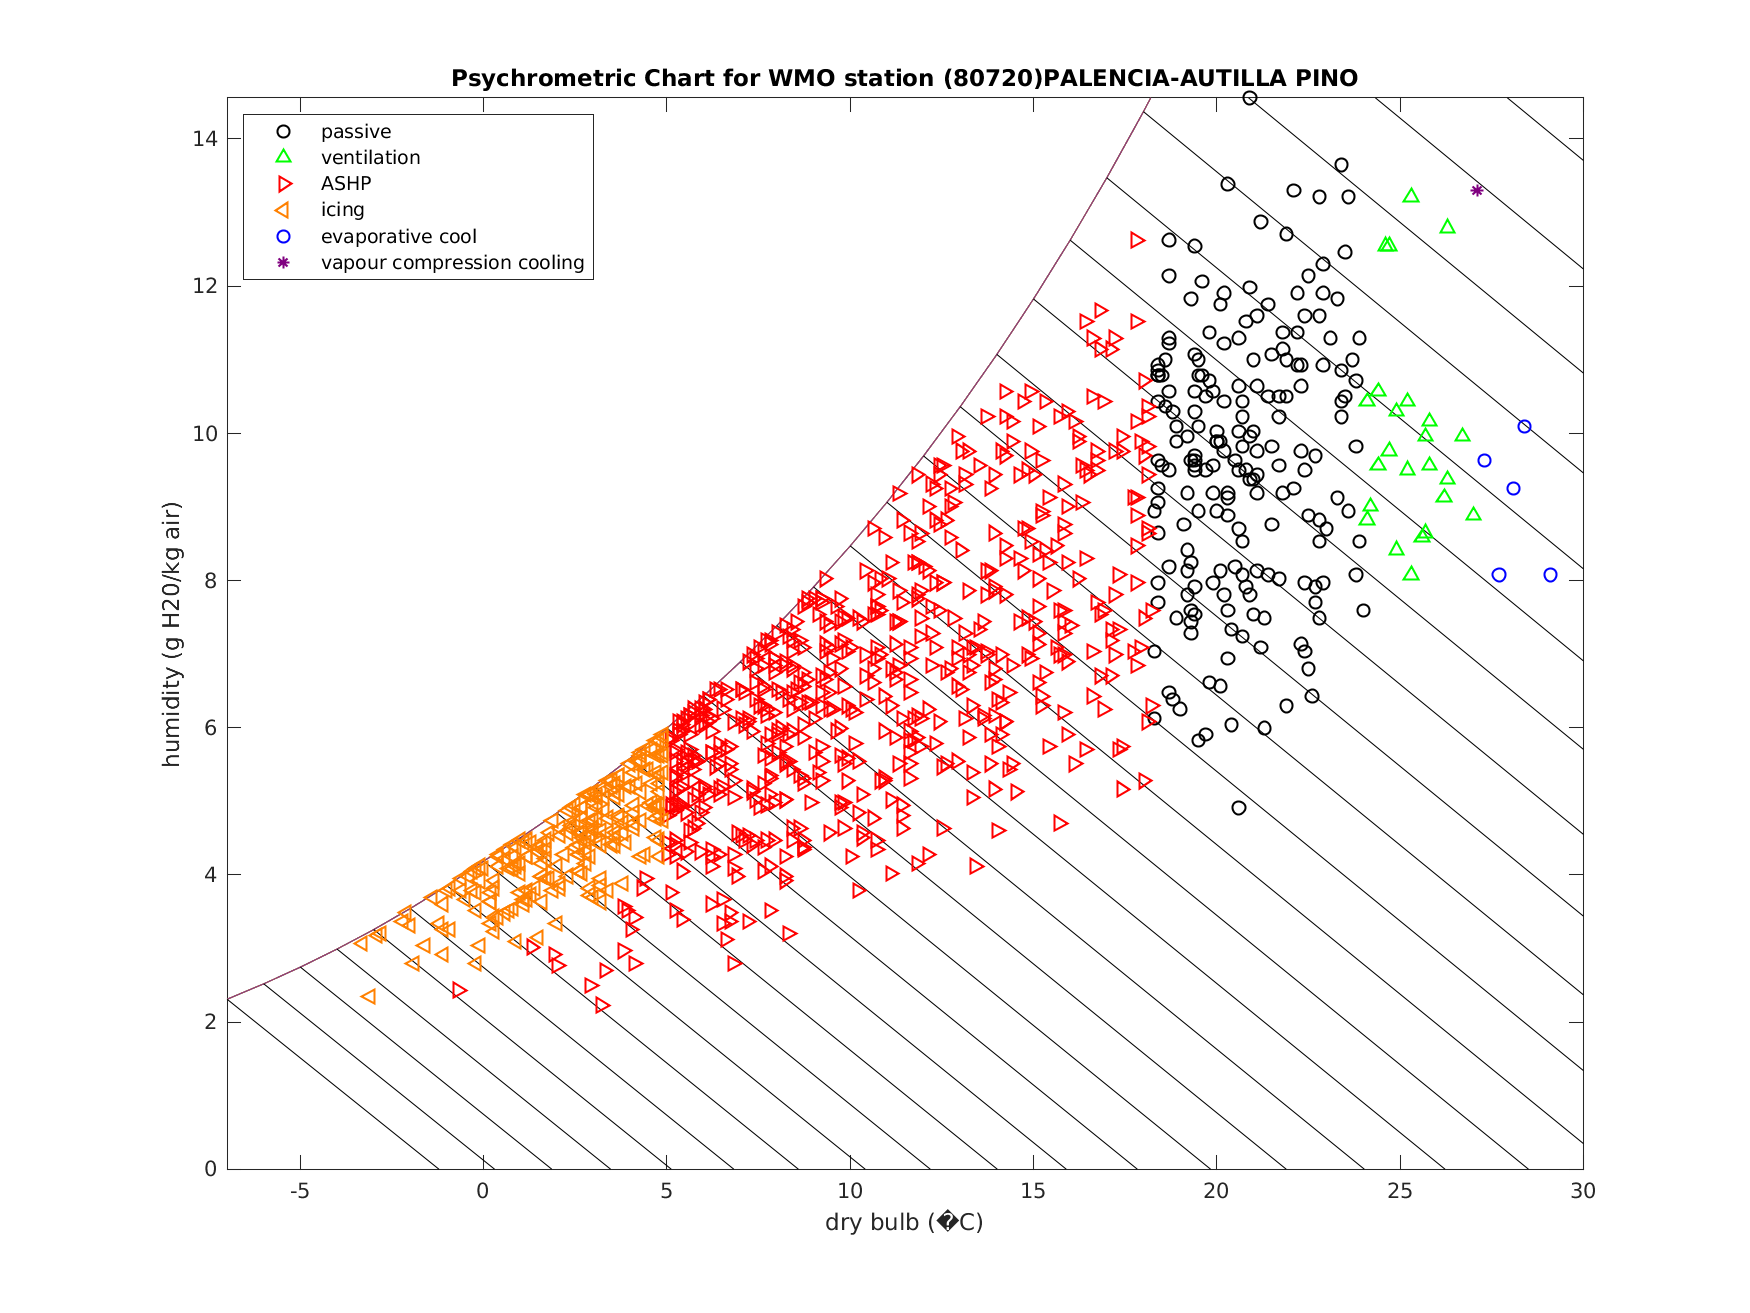 Psychrometric Chart for WMO station (80720)PALENCIA-AUTILLA PINO
passive
ventilation
ASHP
icing
evaporative cool
vapour compression cooling
humidity (g H20/kg air)
14
12
10
8
6
4
2
0
-5
0
5
10
15
20
25
30
dry bulb (�C)